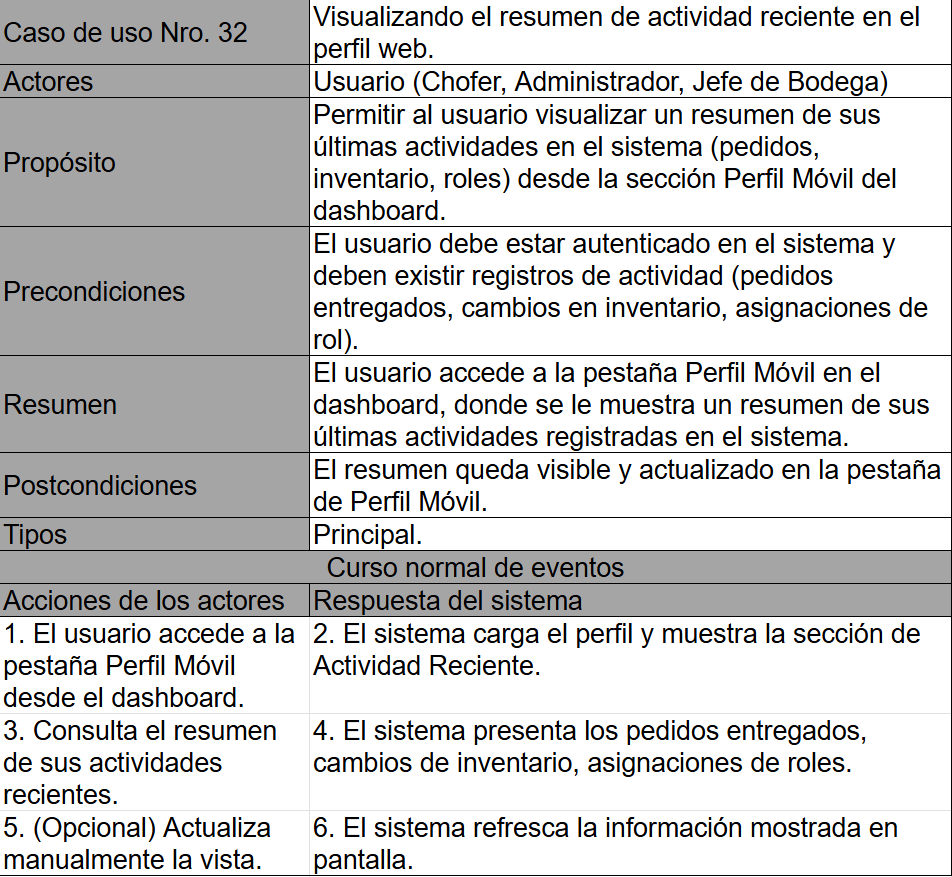 Caso de uso Nro. 32
Visualizando el resumen de actividad reciente en el
perfil web.
Actores
Usuario (Chofer, Administrador, Jefe de Bodega)
Propósito
Permitir al usuario visualizar un resumen de sus
últimas actividades en el sistema (pedidos,
inventario, roles) desde la sección Perfil Móvil del
dashboard.
Precondiciones
El usuario debe estar autenticado en el sistema y
deben existir registros de actividad (pedidos
entregados, cambios en inventario, asignaciones de
rol).
Resumen
El usuario accede a la pestaña Perfil Móvil en el
dashboard, donde se le muestra un resumen de sus
últimas actividades registradas en el sistema.
Postcondiciones
El resumen queda visible y actualizado en la pestaña
de Perfil Móvil.
Tipos
Principal.
Curso normal de eventos
Acciones de los actores
Respuesta del sistema
1. El usuario accede a la
pestaña Perfil Móvil
desde el dashboard.
2. El sistema carga el perfil y muestra la sección de
Actividad Reciente.
3. Consulta el resumen
de sus actividades
recientes.
4. El sistema presenta los pedidos entregados,
cambios de inventario, asignaciones de roles.
5. (Opcional) Actualiza
manualmente la vista.
6. El sistema refresca la información mostrada en
pantalla.